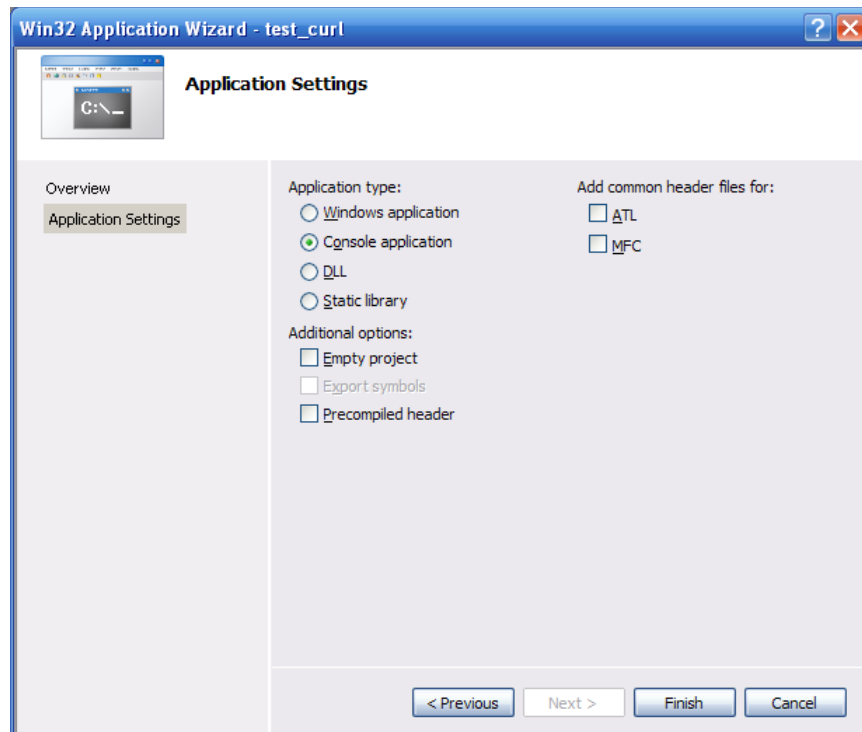 Win32 Application Wizard - test_curl
C:\_
Application Settings
Overview
Application Settings
Application type:
Windows application
Console application
DLL
Static library
Additional options:
Empty project
Export symbols
Precompiled header
Add common header files for:
ATL
MFC
< Previous
Next >
Finish
Cancel